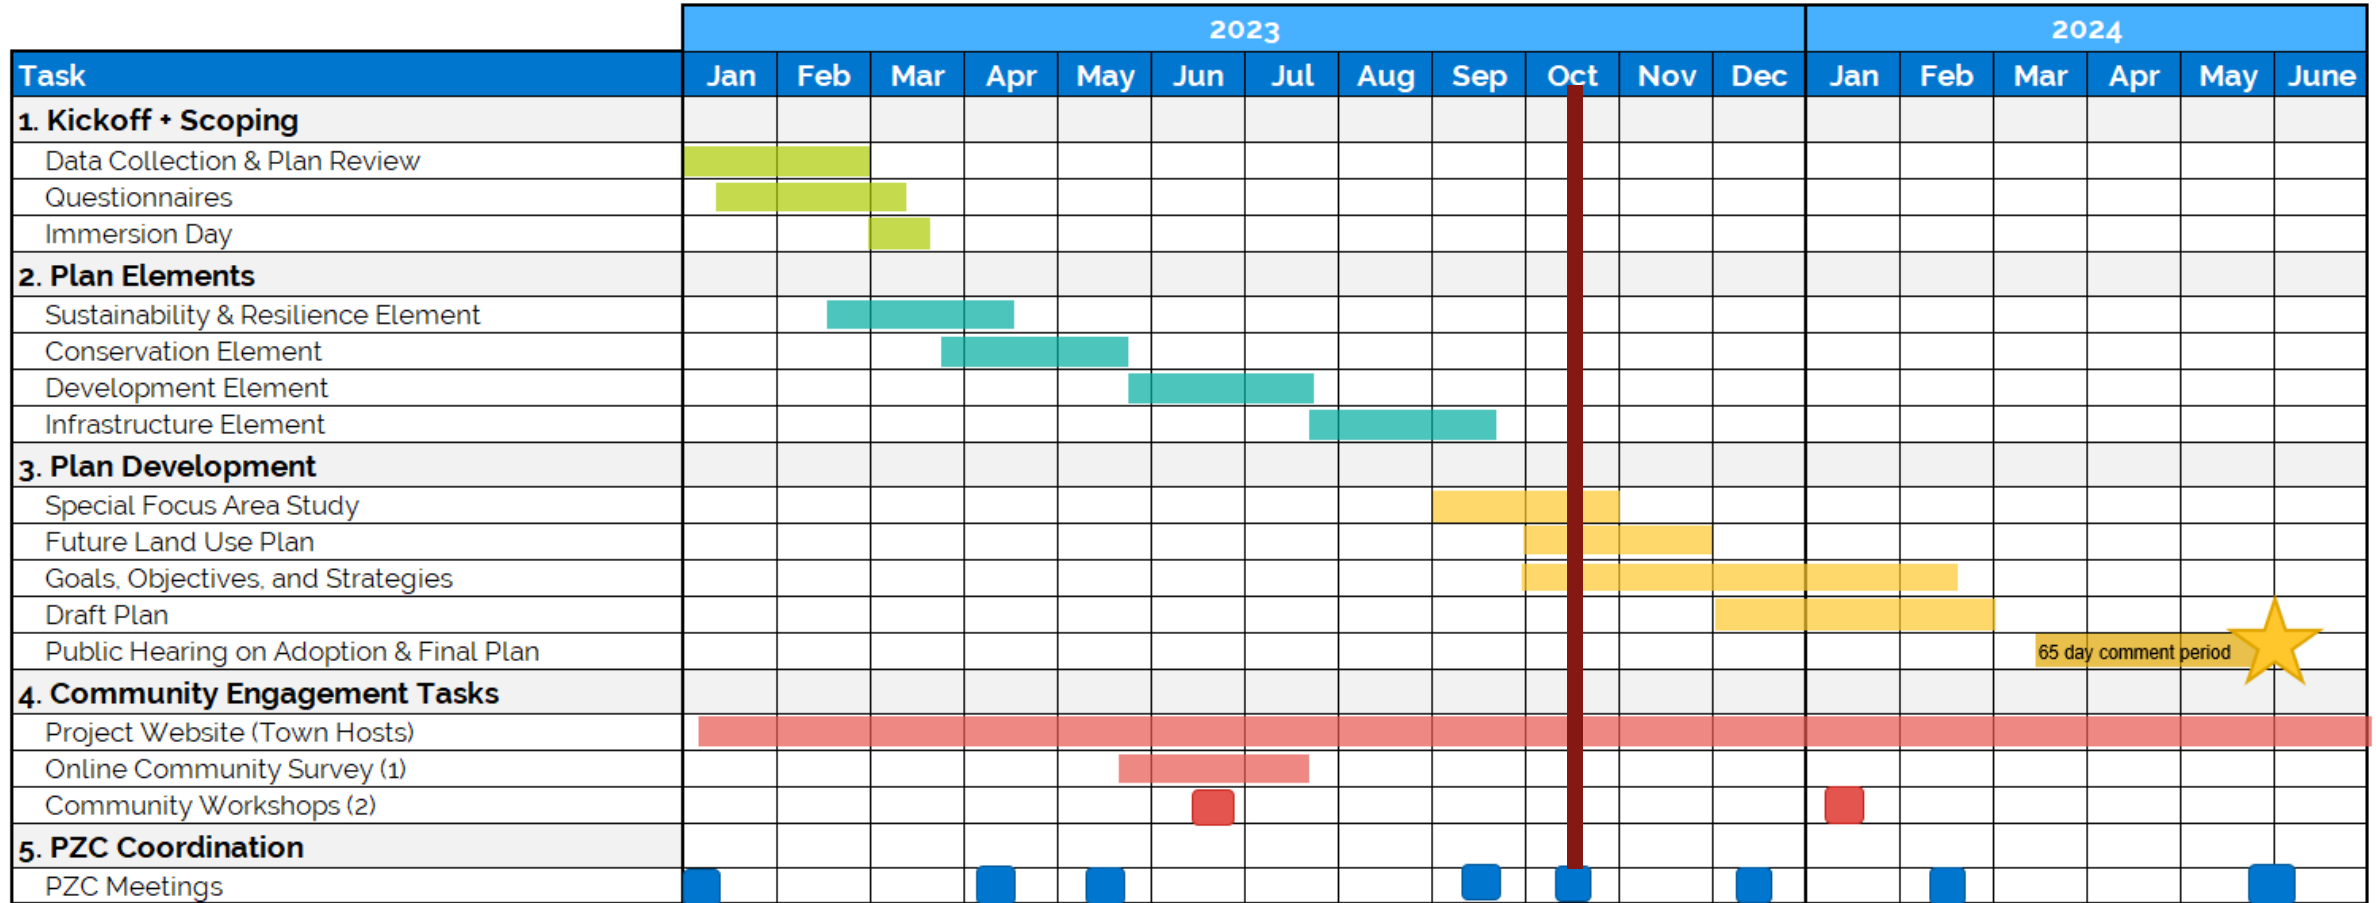 2023 2024
Task Jan Feb Mar Apr May Jun Jul Aug Sep Oct Nov Dec Jan Feb Mar Apr May June
1. Kickoff + Scoping
Data Collection & Plan Review
Questionnaires
Immersion Day
2. Plan Elements
Sustainability & Resilience Element
Conservation Element
Development Element
Infrastructure Element
3. Plan Development
Special Focus Area Study
Future Land Use Plan
Goals, Objectives, and Strategies
Draft Plan
Public Hearing on Adoption & Final Plan 65 day comment period
4. Community Engagement Tasks
Project Website (Town Hosts)
Online Community Survey (1)
Community Workshops (2)
5. PZC Coordination
PZC Meetings